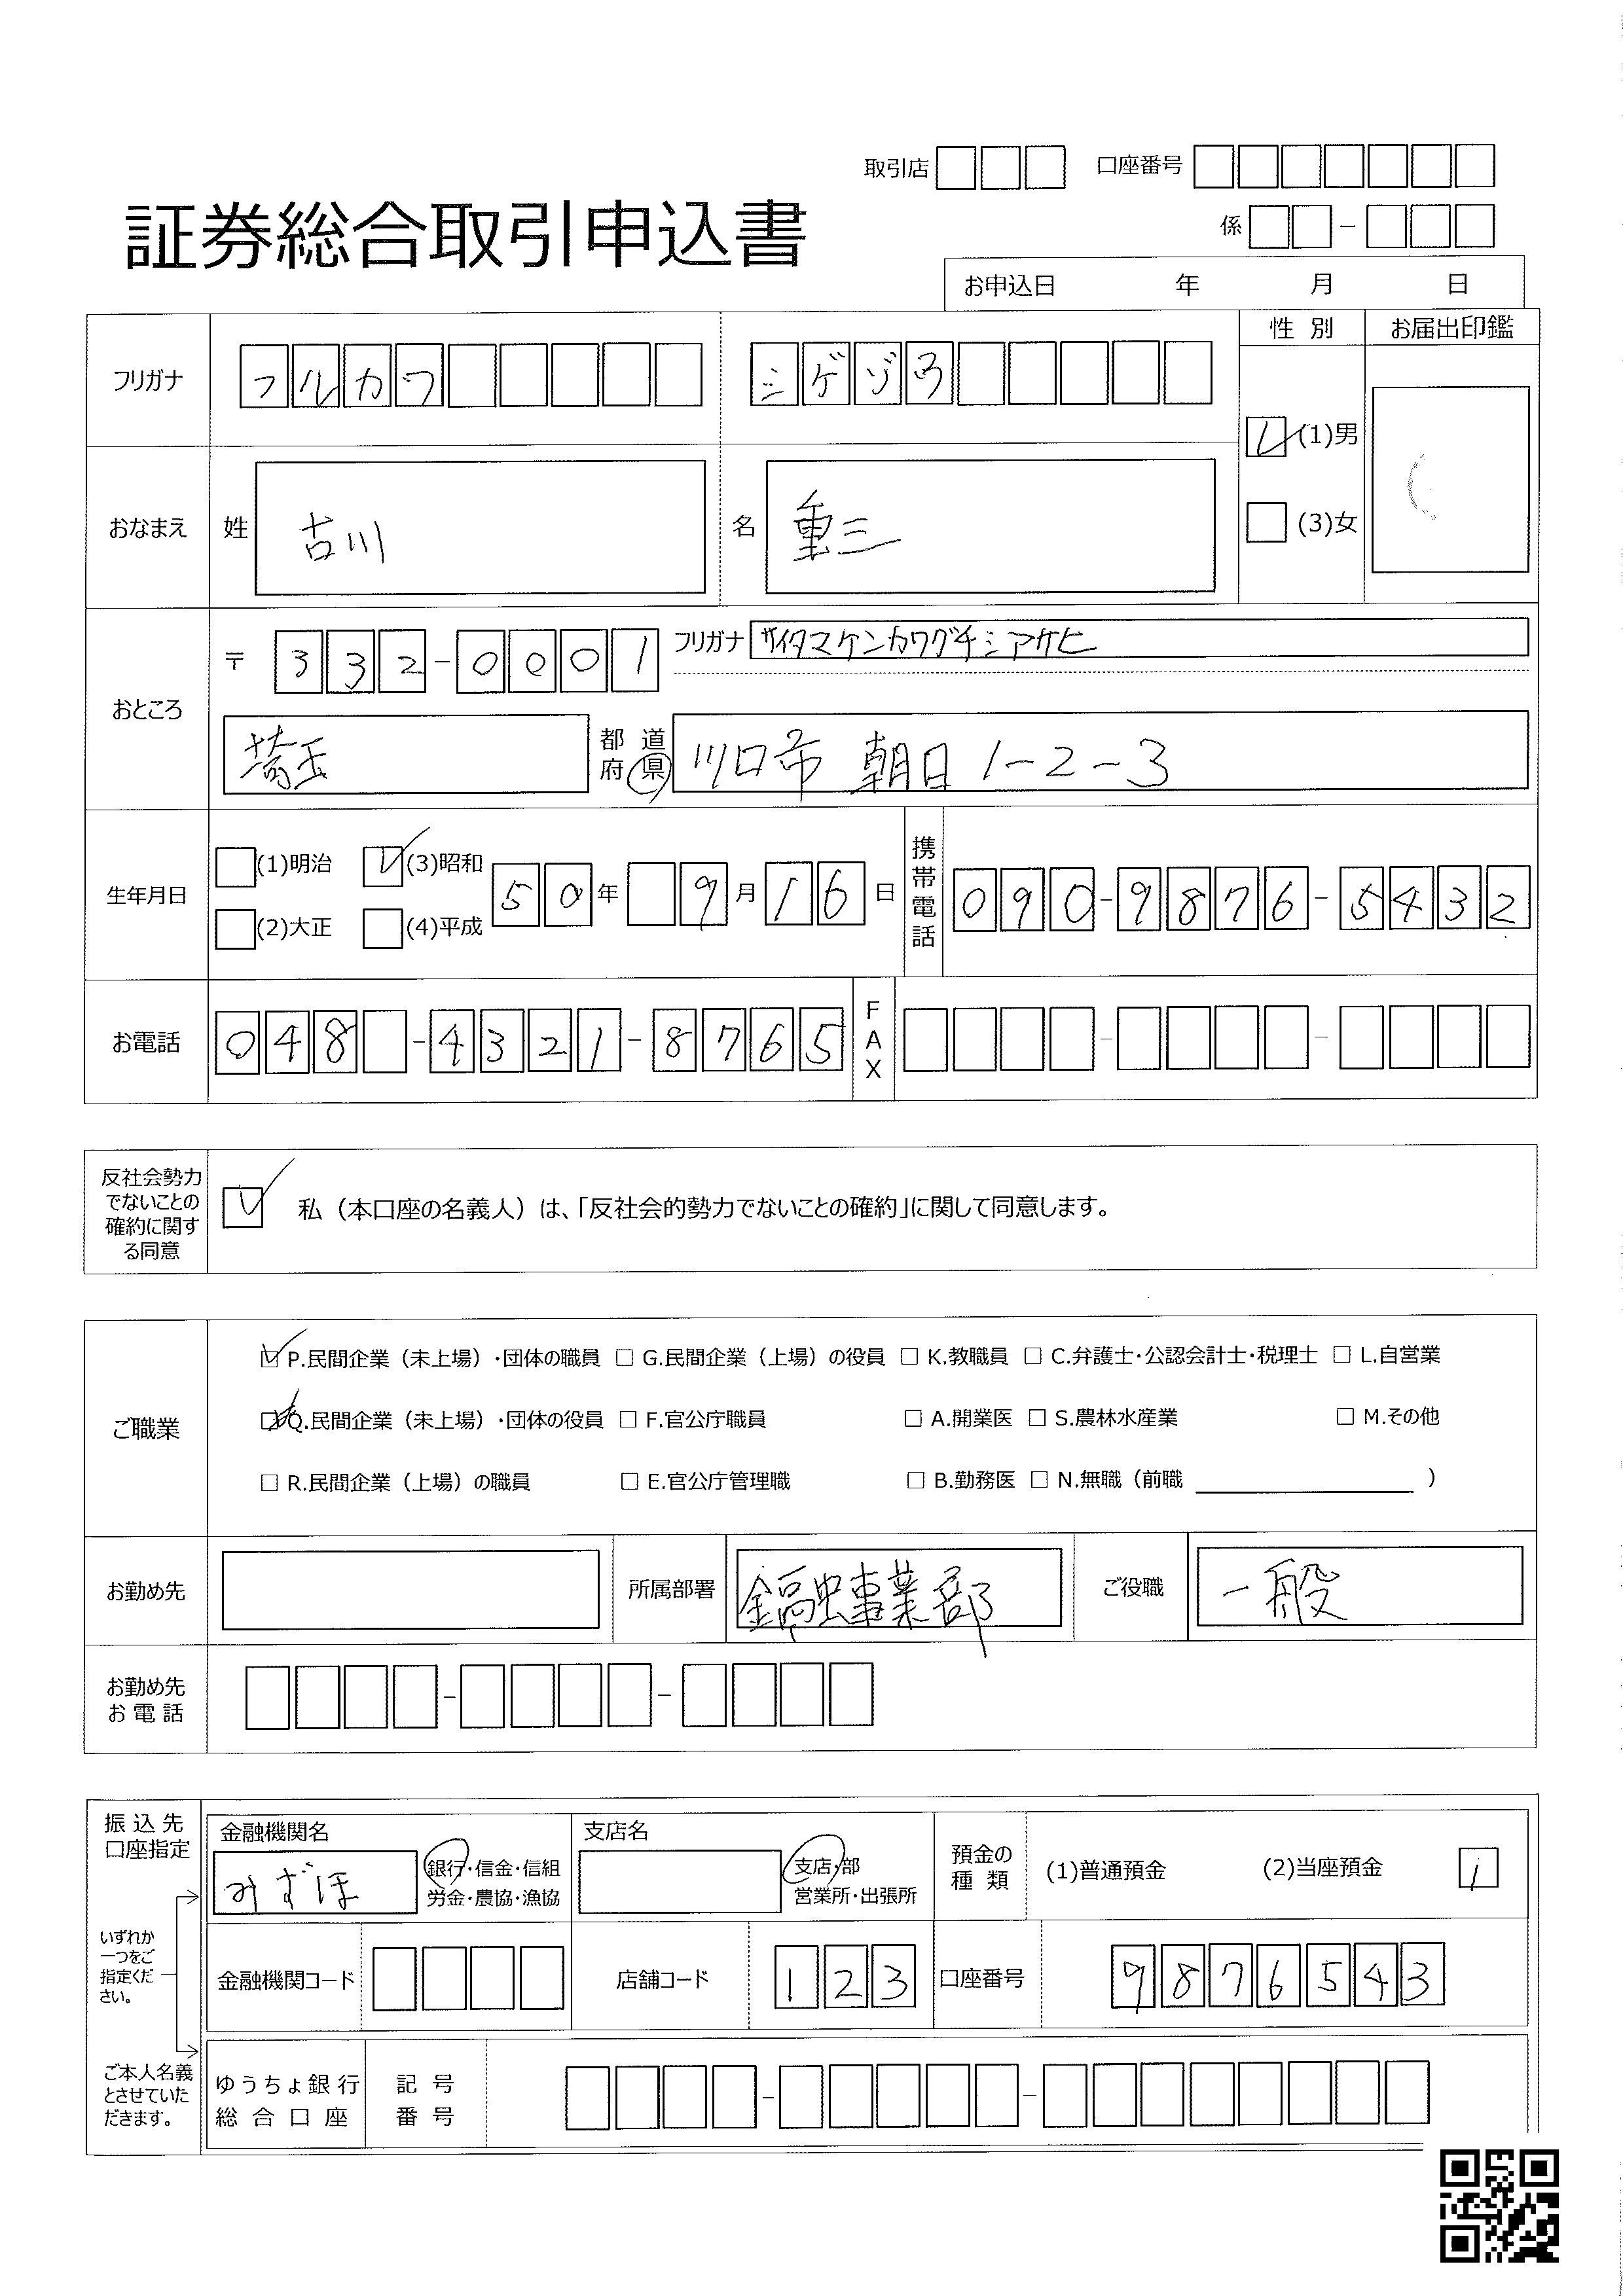 取引店 口座番号
証券総合取引申込書
係 －
お申込日 年 月 日
フリガナ フルカワ シゲゾウ 性 別 お届出印鑑
おなまえ 姓 古川 名 重三
☑(1)男
☐(3)女
おところ 〒 332-0001 フリガナ サイタマケンカワグチシアサヒ
埼玉 都 道 府 県 川口市 朝日 1-2-3
生年月日 ☐(1)明治 ☑(3)昭和 50年 9月16日 携帯電話 090-9876-5432
☐(2)大正 ☐(4)平成
お電話 048-4321-8765 FAX － －
反社会勢力
でないことの
確約に関す
る同意
☑ 私（本口座の名義人）は、「反社会的勢力でないことの確約」に関して同意します。
ご職業
☑ P.民間企業（未上場）・団体の職員 ☐ G.民間企業（上場）の役員 ☐ K.教職員 ☐ C.弁護士・公認会計士・税理士 ☐ L.自営業
☐ Q.民間企業（未上場）・団体の役員 ☐ F.官公庁職員 ☐ A.開業医 ☐ S.農林水産業 ☐ M.その他
☐ R.民間企業（上場）の職員 ☐ E.官公庁管理職 ☐ B.勤務医 ☐ N.無職（前職 ）
お勤め先 所属部署 事業部 ご役職 一般
お勤め先
お 電 話 － －
振 込 先
口座指定
いずれか
一つをご
指定くだ
さい。
ご本人名義
とさせていた
だきます。
金融機関名 支店名
みずほ 銀行・信金・信組
労金・農協・漁協
支店・部
営業所・出張所
預金の
種 類
(1)普通預金 (2)当座預金 1
金融機関コード 店舗コード 123 口座番号 9876543
ゆうちょ銀行
総 合 口 座
記 号
番 号
－ －